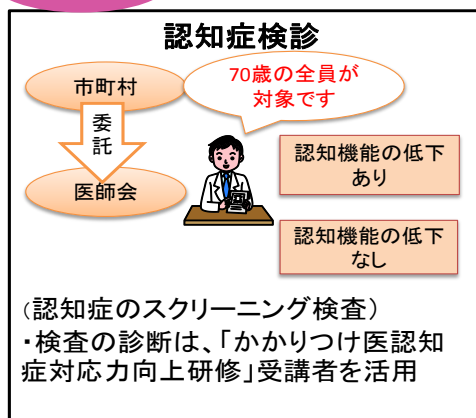 認知症検診
市町村
70歳の全員が
対象です
委
託
医師会
認知機能の低下
あり
認知機能の低下
なし
(認知症のスクリーニング検査)
・検査の診断は、「かかりつけ医認知
症対応力向上研修」受講者を活用